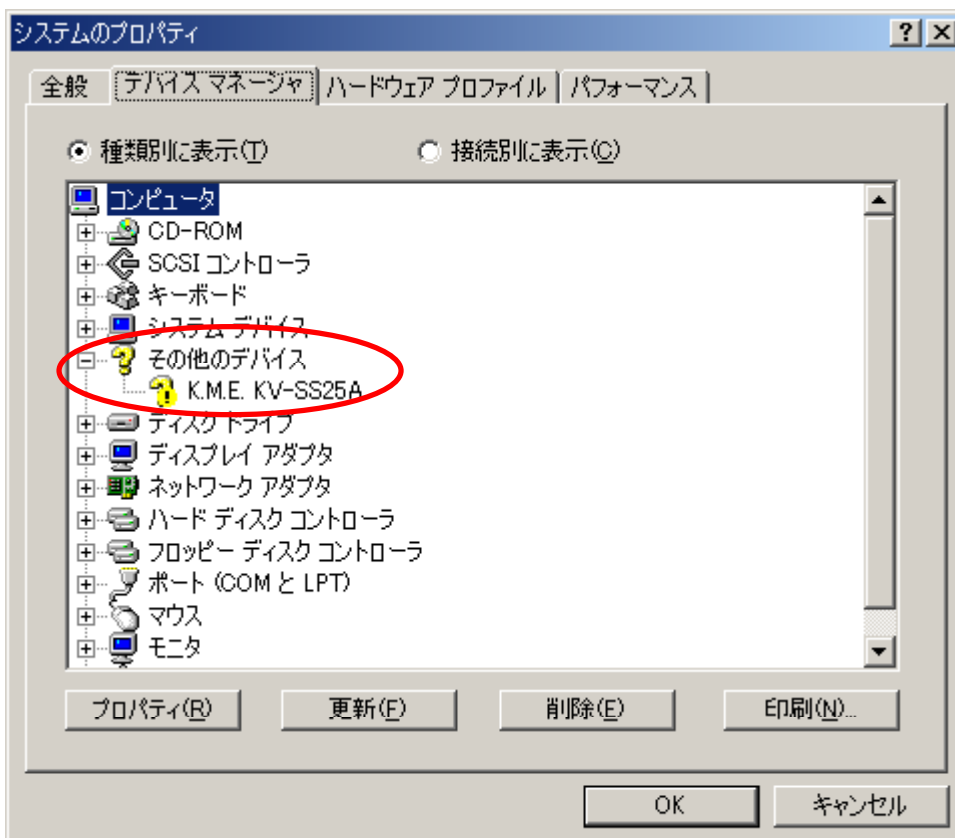 システムのプロパティ
全般 デバイス マネージャ ハードウェア プロファイル パフォーマンス
種類別に表示(T) 接続別に表示(C)
コンピュータ
CD-ROM
SCSI コントローラ
キーボード
システム デバイス
その他のデバイス
K.M.E. KV-SS25A
ディスク ドライブ
ディスプレイ アダプタ
ネットワーク アダプタ
ハード ディスク コントローラ
フロッピー ディスク コントローラ
ポート (COM と LPT)
マウス
モニタ
プロパティ(R) 更新(F) 削除(E) 印刷(N)...
OK キャンセル